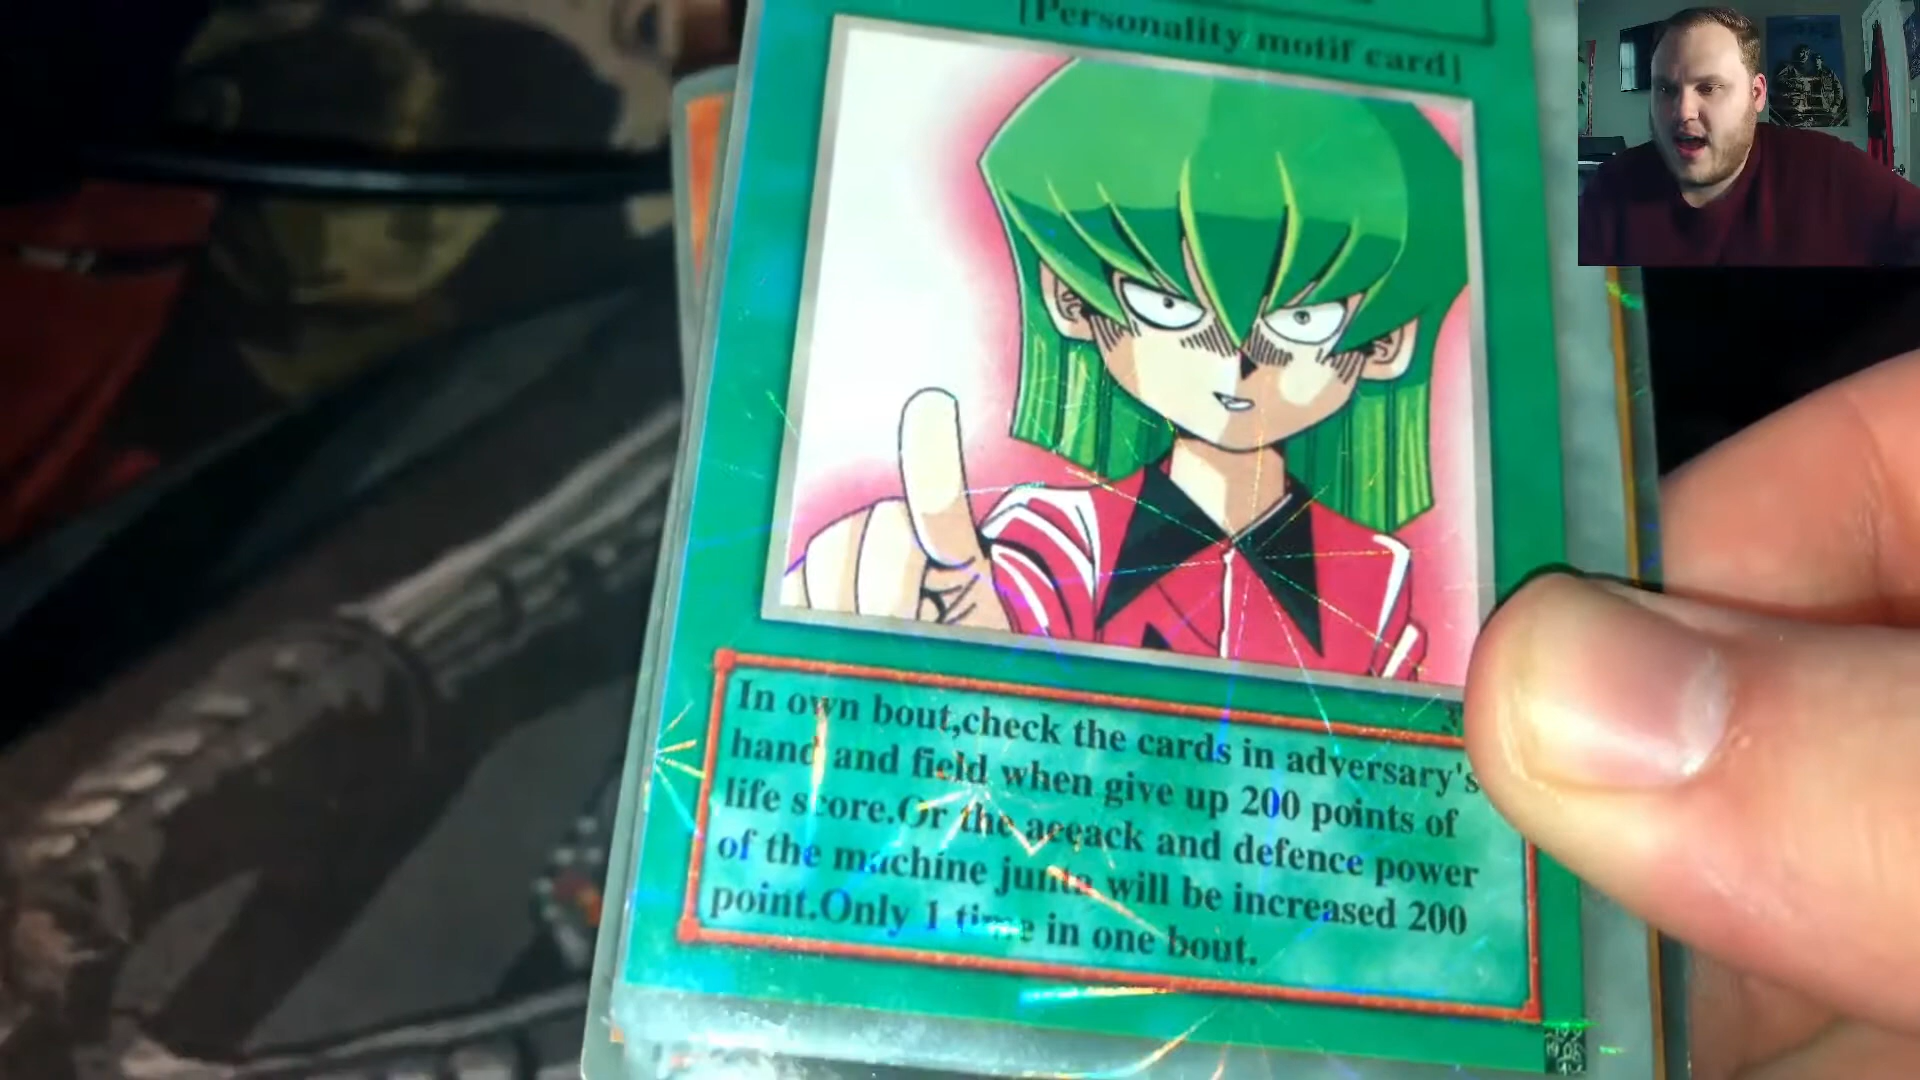 [Personality motif card]
In own bout,check the cards in adversary's
hand and field when give up 200 points of
life score.Or the aeeack and defence power
of the machine junta will be increased 200
point.Only 1 time in one bout.